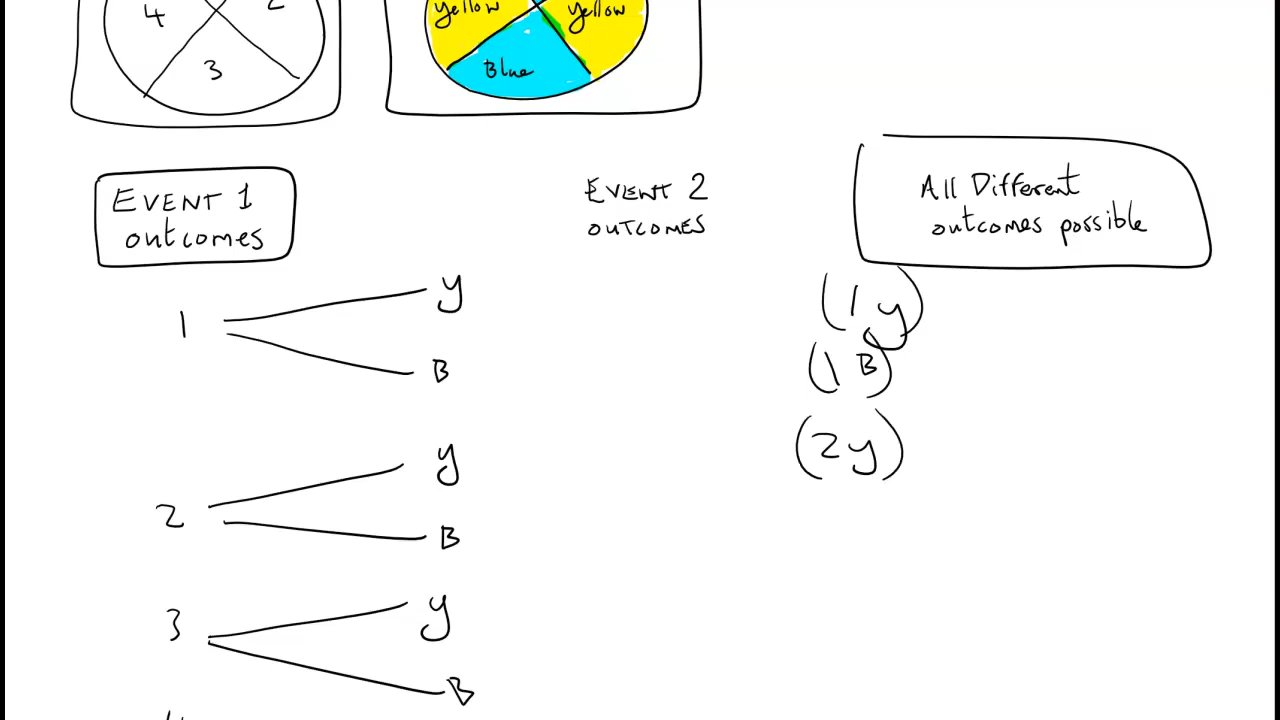 4 2
3
yellow yellow
Blue
EVENT 1
outcomes
EVENT 2
OUTCOMES
All Different
outcomes possible
1
y
B
(1 y)
(1 B)
2
y
B
(2 y)
3
y
B